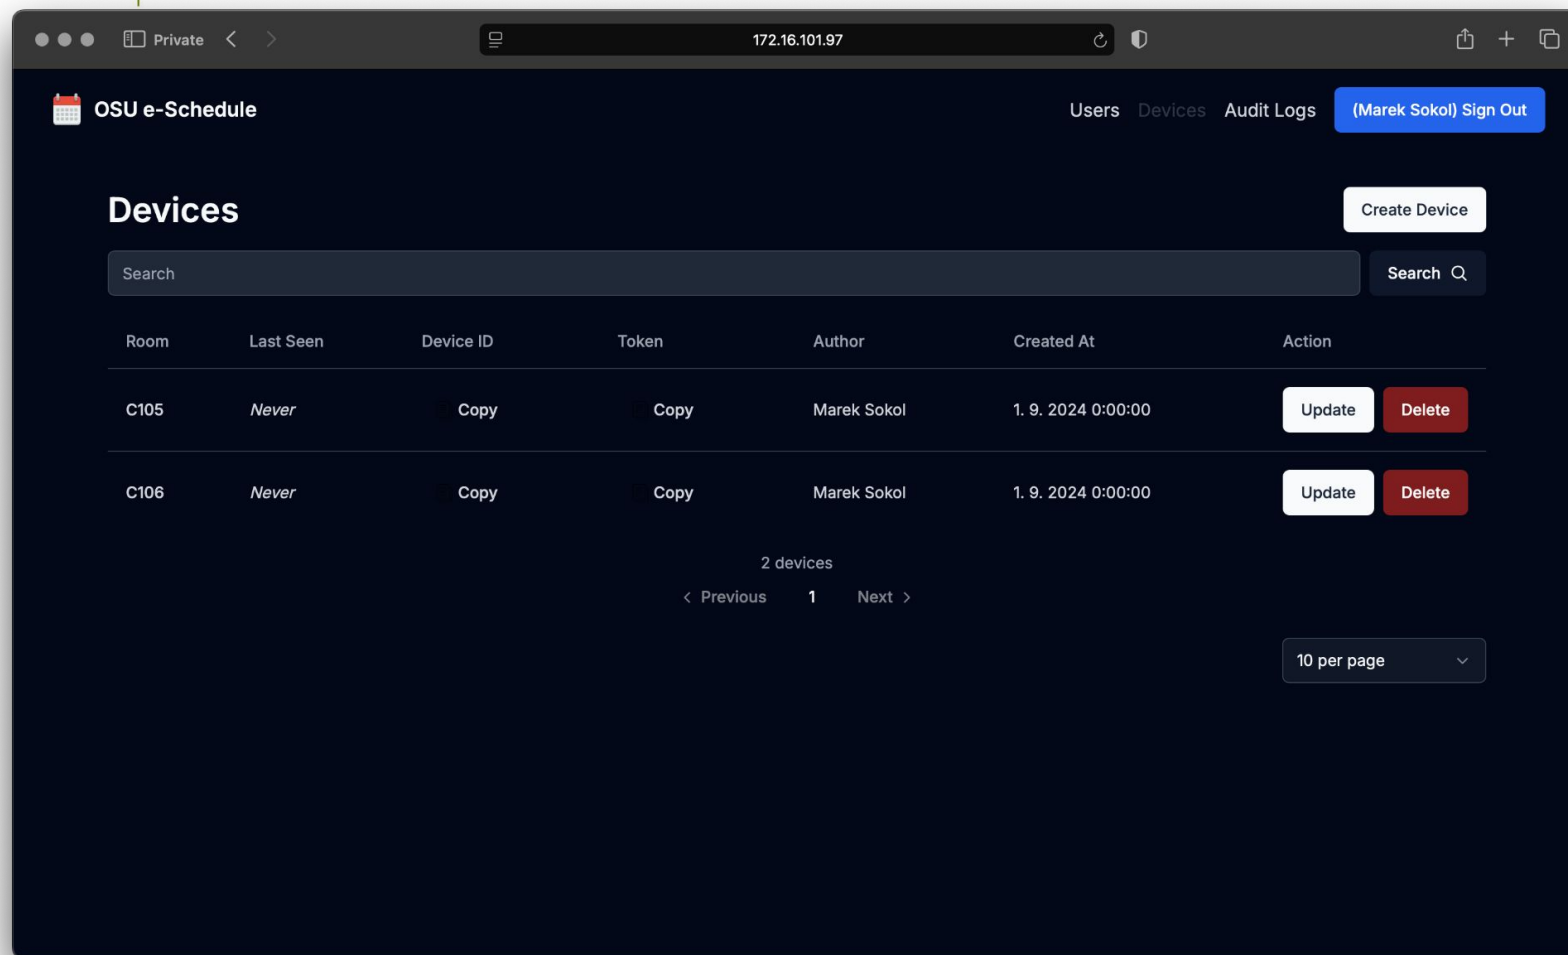 Private
172.16.101.97
OSU e-Schedule
Users Devices Audit Logs (Marek Sokol) Sign Out
Devices
Create Device
Search
Search
Room Last Seen Device ID Token Author Created At Action
C105 Never Copy Copy Marek Sokol 1. 9. 2024 0:00:00 Update Delete
C106 Never Copy Copy Marek Sokol 1. 9. 2024 0:00:00 Update Delete
2 devices
Previous 1 Next
10 per page